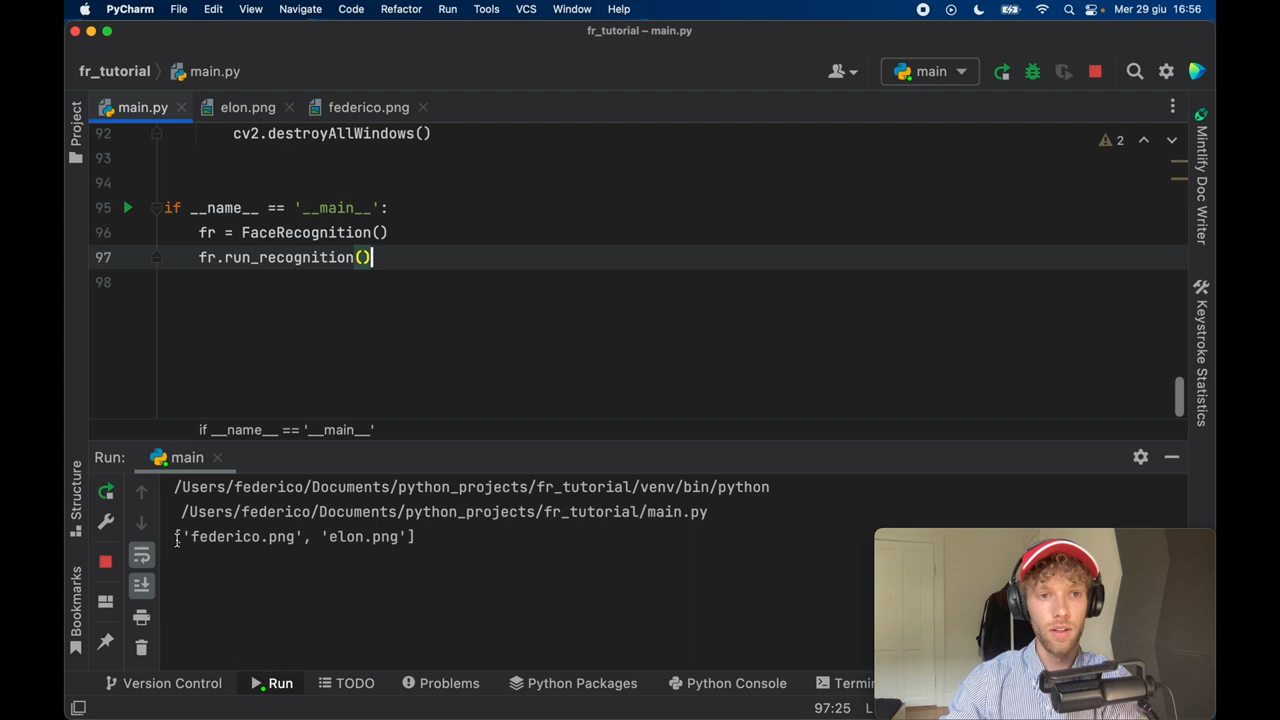 PyCharm File Edit View Navigate Code Refactor Run Tools VCS Window Help Mer 29 giu 16:56
fr_tutorial – main.py
fr_tutorial main.py main
main.py elon.png federico.png
Project
92 cv2.destroyAllWindows()
2
93
94
95 if __name__ == '__main__':
96 fr = FaceRecognition()
97 fr.run_recognition()
98
Mintlify Doc Writer
Keystroke Statistics
if __name__ == '__main__'
Run: main
/Users/federico/Documents/python_projects/fr_tutorial/venv/bin/python
/Users/federico/Documents/python_projects/fr_tutorial/main.py
['federico.png', 'elon.png']
Structure
Bookmarks
Version Control Run TODO Problems Python Packages Python Console
97:25